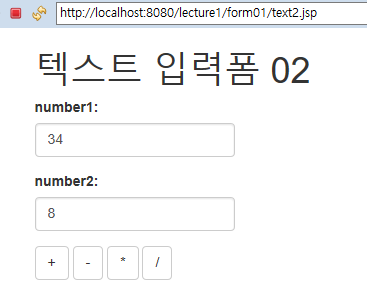 http://localhost:8080/lecture1/form01/text2.jsp
텍스트 입력폼 02
number1:
34
number2:
8
+ - * /